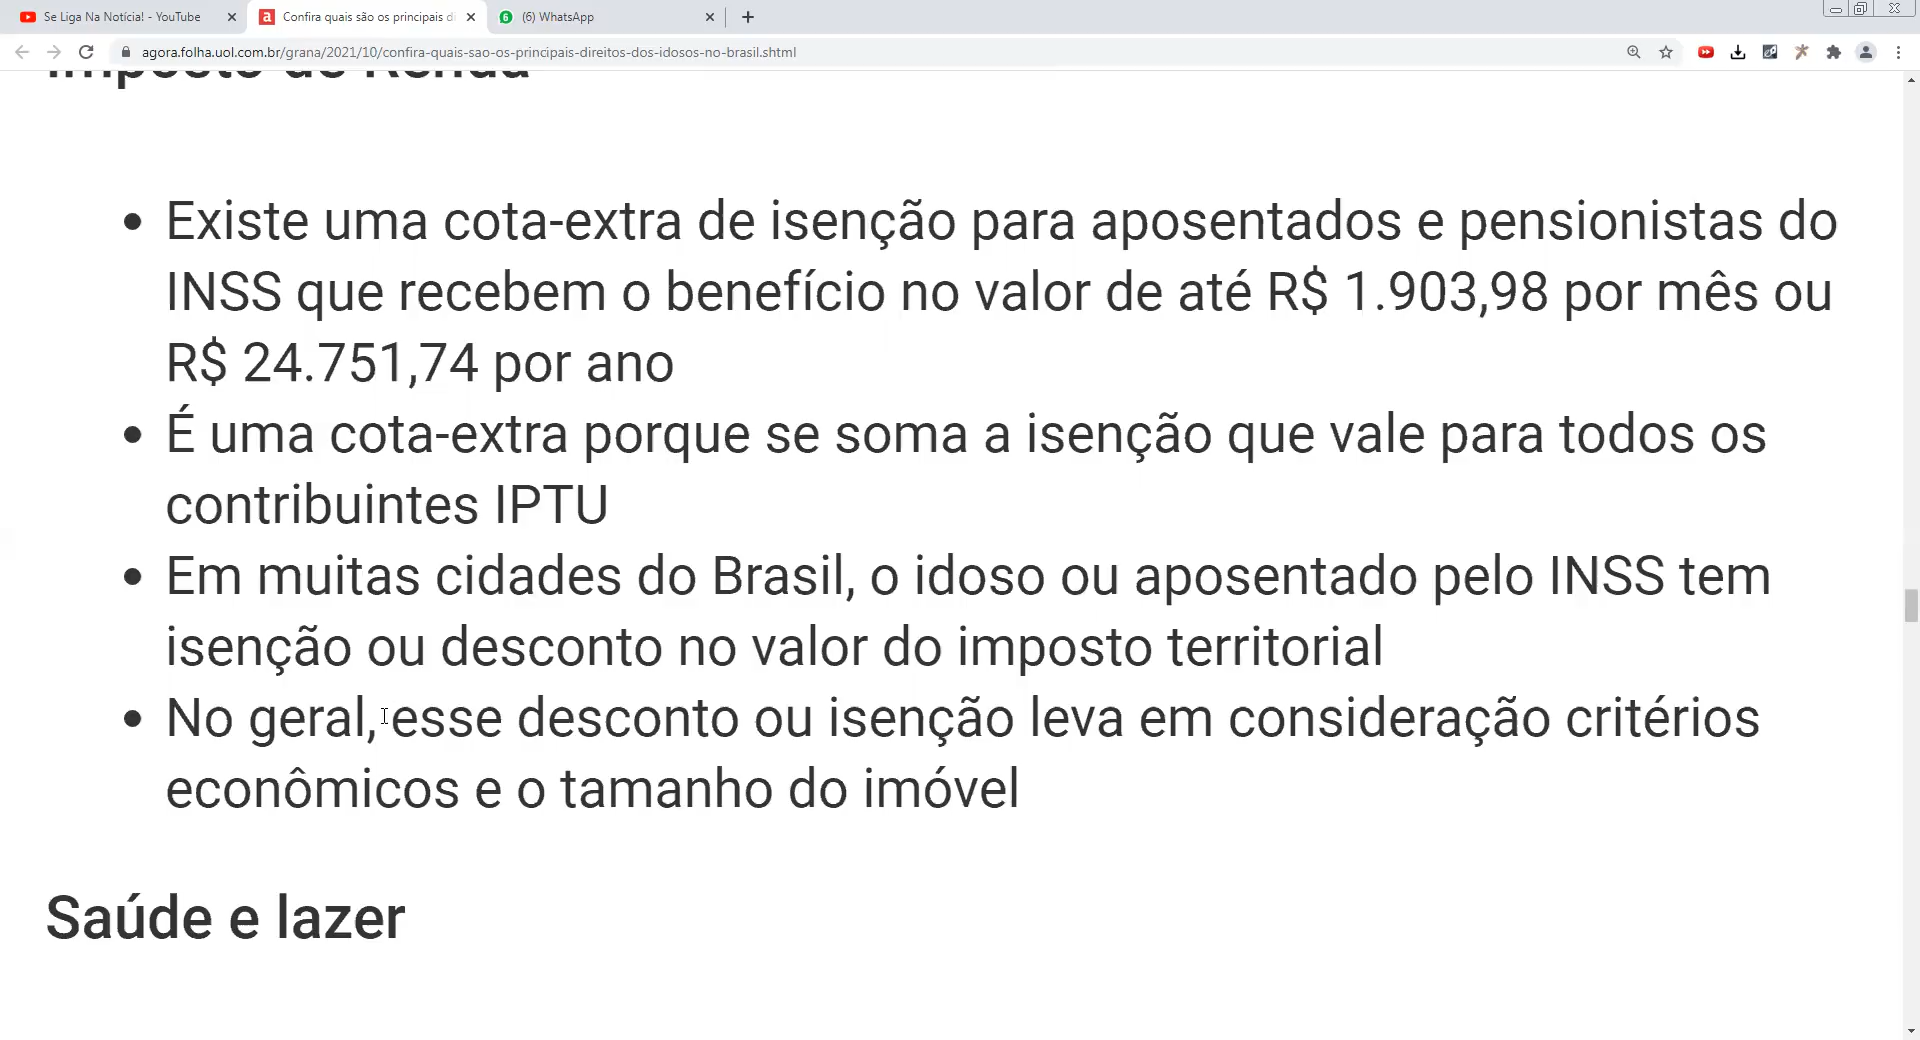 Se Liga Na Notícia! - YouTube
Confira quais são os principais di
(6) WhatsApp
agora.folha.uol.com.br/grana/2021/10/confira-quais-sao-os-principais-direitos-dos-idosos-no-brasil.shtml
Imposto de Renda
Existe uma cota-extra de isenção para aposentados e pensionistas do
INSS que recebem o benefício no valor de até R$ 1.903,98 por mês ou
R$ 24.751,74 por ano
É uma cota-extra porque se soma a isenção que vale para todos os
contribuintes IPTU
Em muitas cidades do Brasil, o idoso ou aposentado pelo INSS tem
isenção ou desconto no valor do imposto territorial
No geral, esse desconto ou isenção leva em consideração critérios
econômicos e o tamanho do imóvel
Saúde e lazer